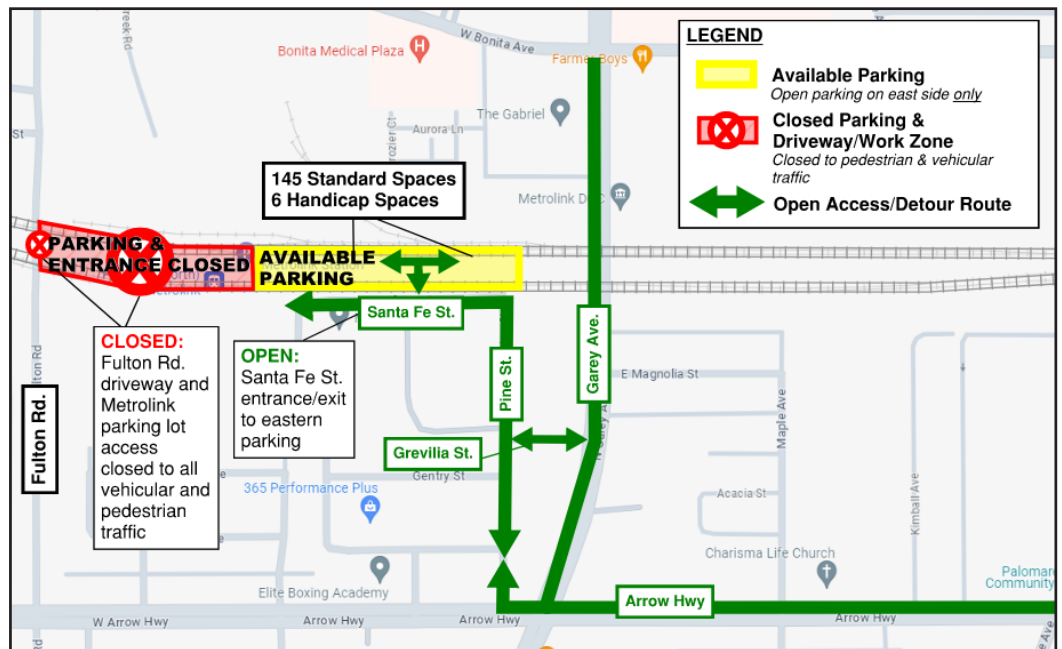 W Bonita Ave
Bonita Medical Plaza
Farmer Boys
The Gabriel
Aurora Ln
LEGEND
Available Parking
Open parking on east side only
Closed Parking &
Driveway/Work Zone
Closed to pedestrian & vehicular
traffic
Open Access/Detour Route
145 Standard Spaces
6 Handicap Spaces
PARKING &
ENTRANCE CLOSED
AVAILABLE
PARKING
Metrolink Station
Metrolink
Santa Fe St.
CLOSED:
Fulton Rd.
driveway and
Metrolink
parking lot
access
closed to all
vehicular and
pedestrian
traffic
OPEN:
Santa Fe St.
entrance/exit
to eastern
parking
Fulton Rd.
Pine St.
Garey Ave.
E Magnolia St
Grevilia St.
Gentry St
Maple Ave
Kimball Ave
365 Performance Plus
Acacia St
Charisma Life Church
Elite Boxing Academy
Community
Arrow Hwy
W Arrow Hwy
Arrow Hwy
Arrow Hwy
Arrow Hwy